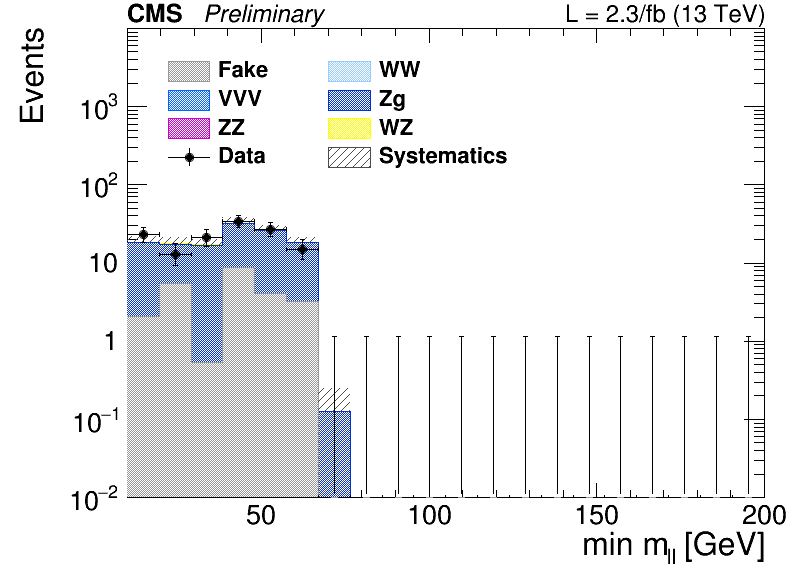 CMS Preliminary L = 2.3/fb (13 TeV)
Events
Fake WW
VVV Zg
ZZ WZ
Data Systematics
10³
10²
10
1
10⁻¹
10⁻²
50 100 150 200
min m_ll [GeV]